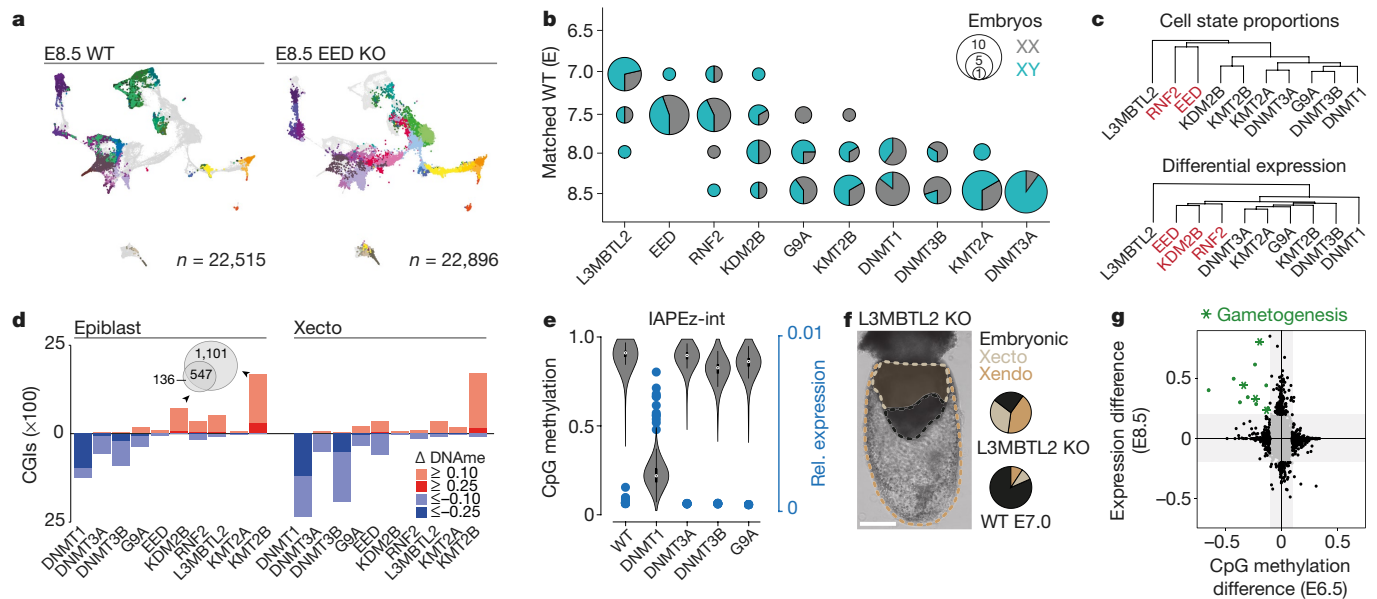 a
E8.5 WT
E8.5 EED KO
n = 22,515
n = 22,896
b
Matched WT (E)
6.5
7.0
7.5
8.0
8.5
Embryos
10
5
1
XX
XY
L3MBTL2
EED
RNF2
KDM2B
G9A
KMT2B
DNMT1
DNMT3B
KMT2A
DNMT3A
c
Cell state proportions
L3MBTL2
RNF2
EED
KDM2B
KMT2B
KMT2A
DNMT3A
G9A
DNMT3B
DNMT1
Differential expression
L3MBTL2
EED
KDM2B
RNF2
DNMT3A
KMT2A
G9A
KMT2B
DNMT3B
DNMT1
d
Epiblast
Xecto
CGIs (×100)
25
0
25
1,101
547
136
Δ DNAme
≥ 0.10
≥ 0.25
≤–0.10
≤–0.25
DNMT1
DNMT3A
DNMT3B
G9A
EED
KDM2B
RNF2
L3MBTL2
KMT2A
KMT2B
DNMT1
DNMT3A
DNMT3B
G9A
EED
KDM2B
RNF2
L3MBTL2
KMT2A
KMT2B
e
IAPEz-int
CpG methylation
1.0
0.5
0
0.01
0
Rel. expression
WT
DNMT1
DNMT3A
DNMT3B
G9A
f
L3MBTL2 KO
Embryonic
Xecto
Xendo
L3MBTL2 KO
WT E7.0
g
* Gametogenesis
Expression difference
(E8.5)
0.5
0
–0.5
–0.5
0
0.5
CpG methylation
difference (E6.5)